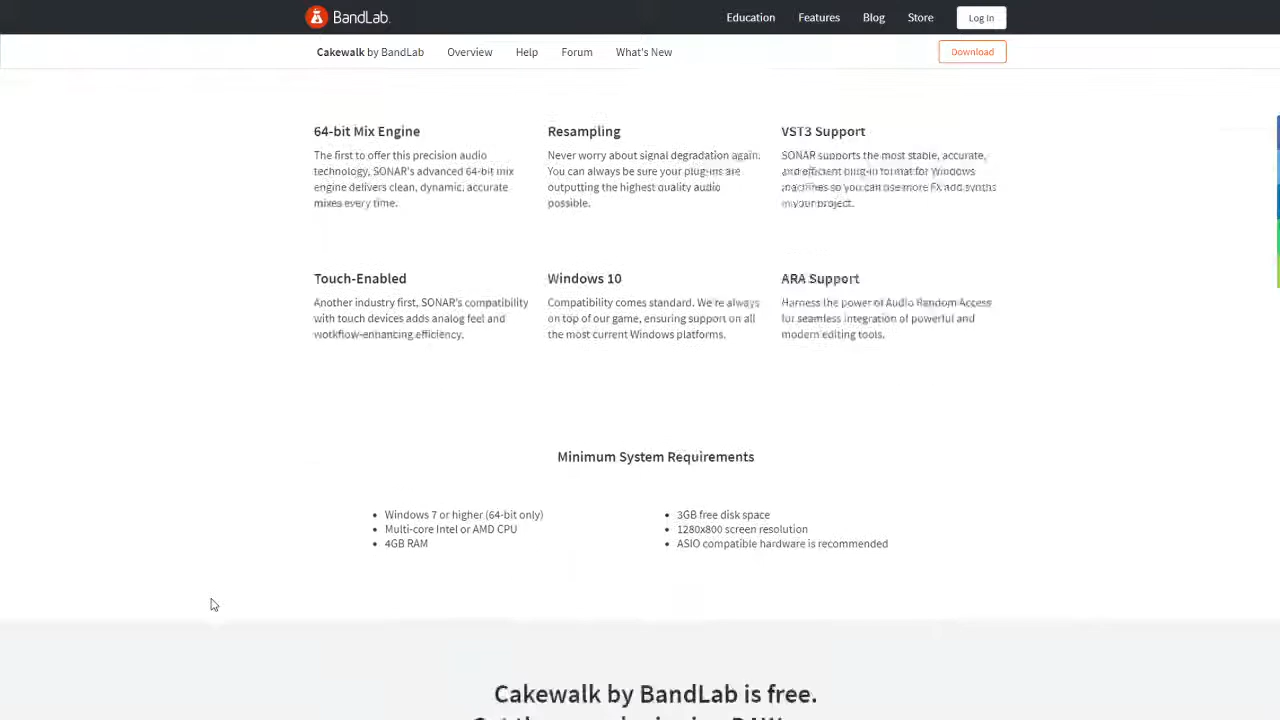 BandLab.
Education
Features
Blog
Store
Log In
Cakewalk by BandLab
Overview
Help
Forum
What's New
Download
64-bit Mix Engine
The first to offer this precision audio
technology, SONAR's advanced 64-bit mix
engine delivers clean, dynamic, accurate
mixes every time.
Resampling
Never worry about signal degradation again.
You can always be sure your plug-ins are
outputting the highest quality audio
possible.
VST3 Support
SONAR supports the most stable, accurate,
and efficient plug-in format for Windows
machines so you can use more FX and synths
in your project.
Touch-Enabled
Another industry first, SONAR's compatibility
with touch devices adds analog feel and
workflow-enhancing efficiency.
Windows 10
Compatibility comes standard. We're always
on top of our game, ensuring support on all
the most current Windows platforms.
ARA Support
Harness the power of Audio Random Access
for seamless integration of powerful and
modern editing tools.
Minimum System Requirements
Windows 7 or higher (64-bit only)
Multi-core Intel or AMD CPU
4GB RAM
3GB free disk space
1280x800 screen resolution
ASIO compatible hardware is recommended
Cakewalk by BandLab is free.